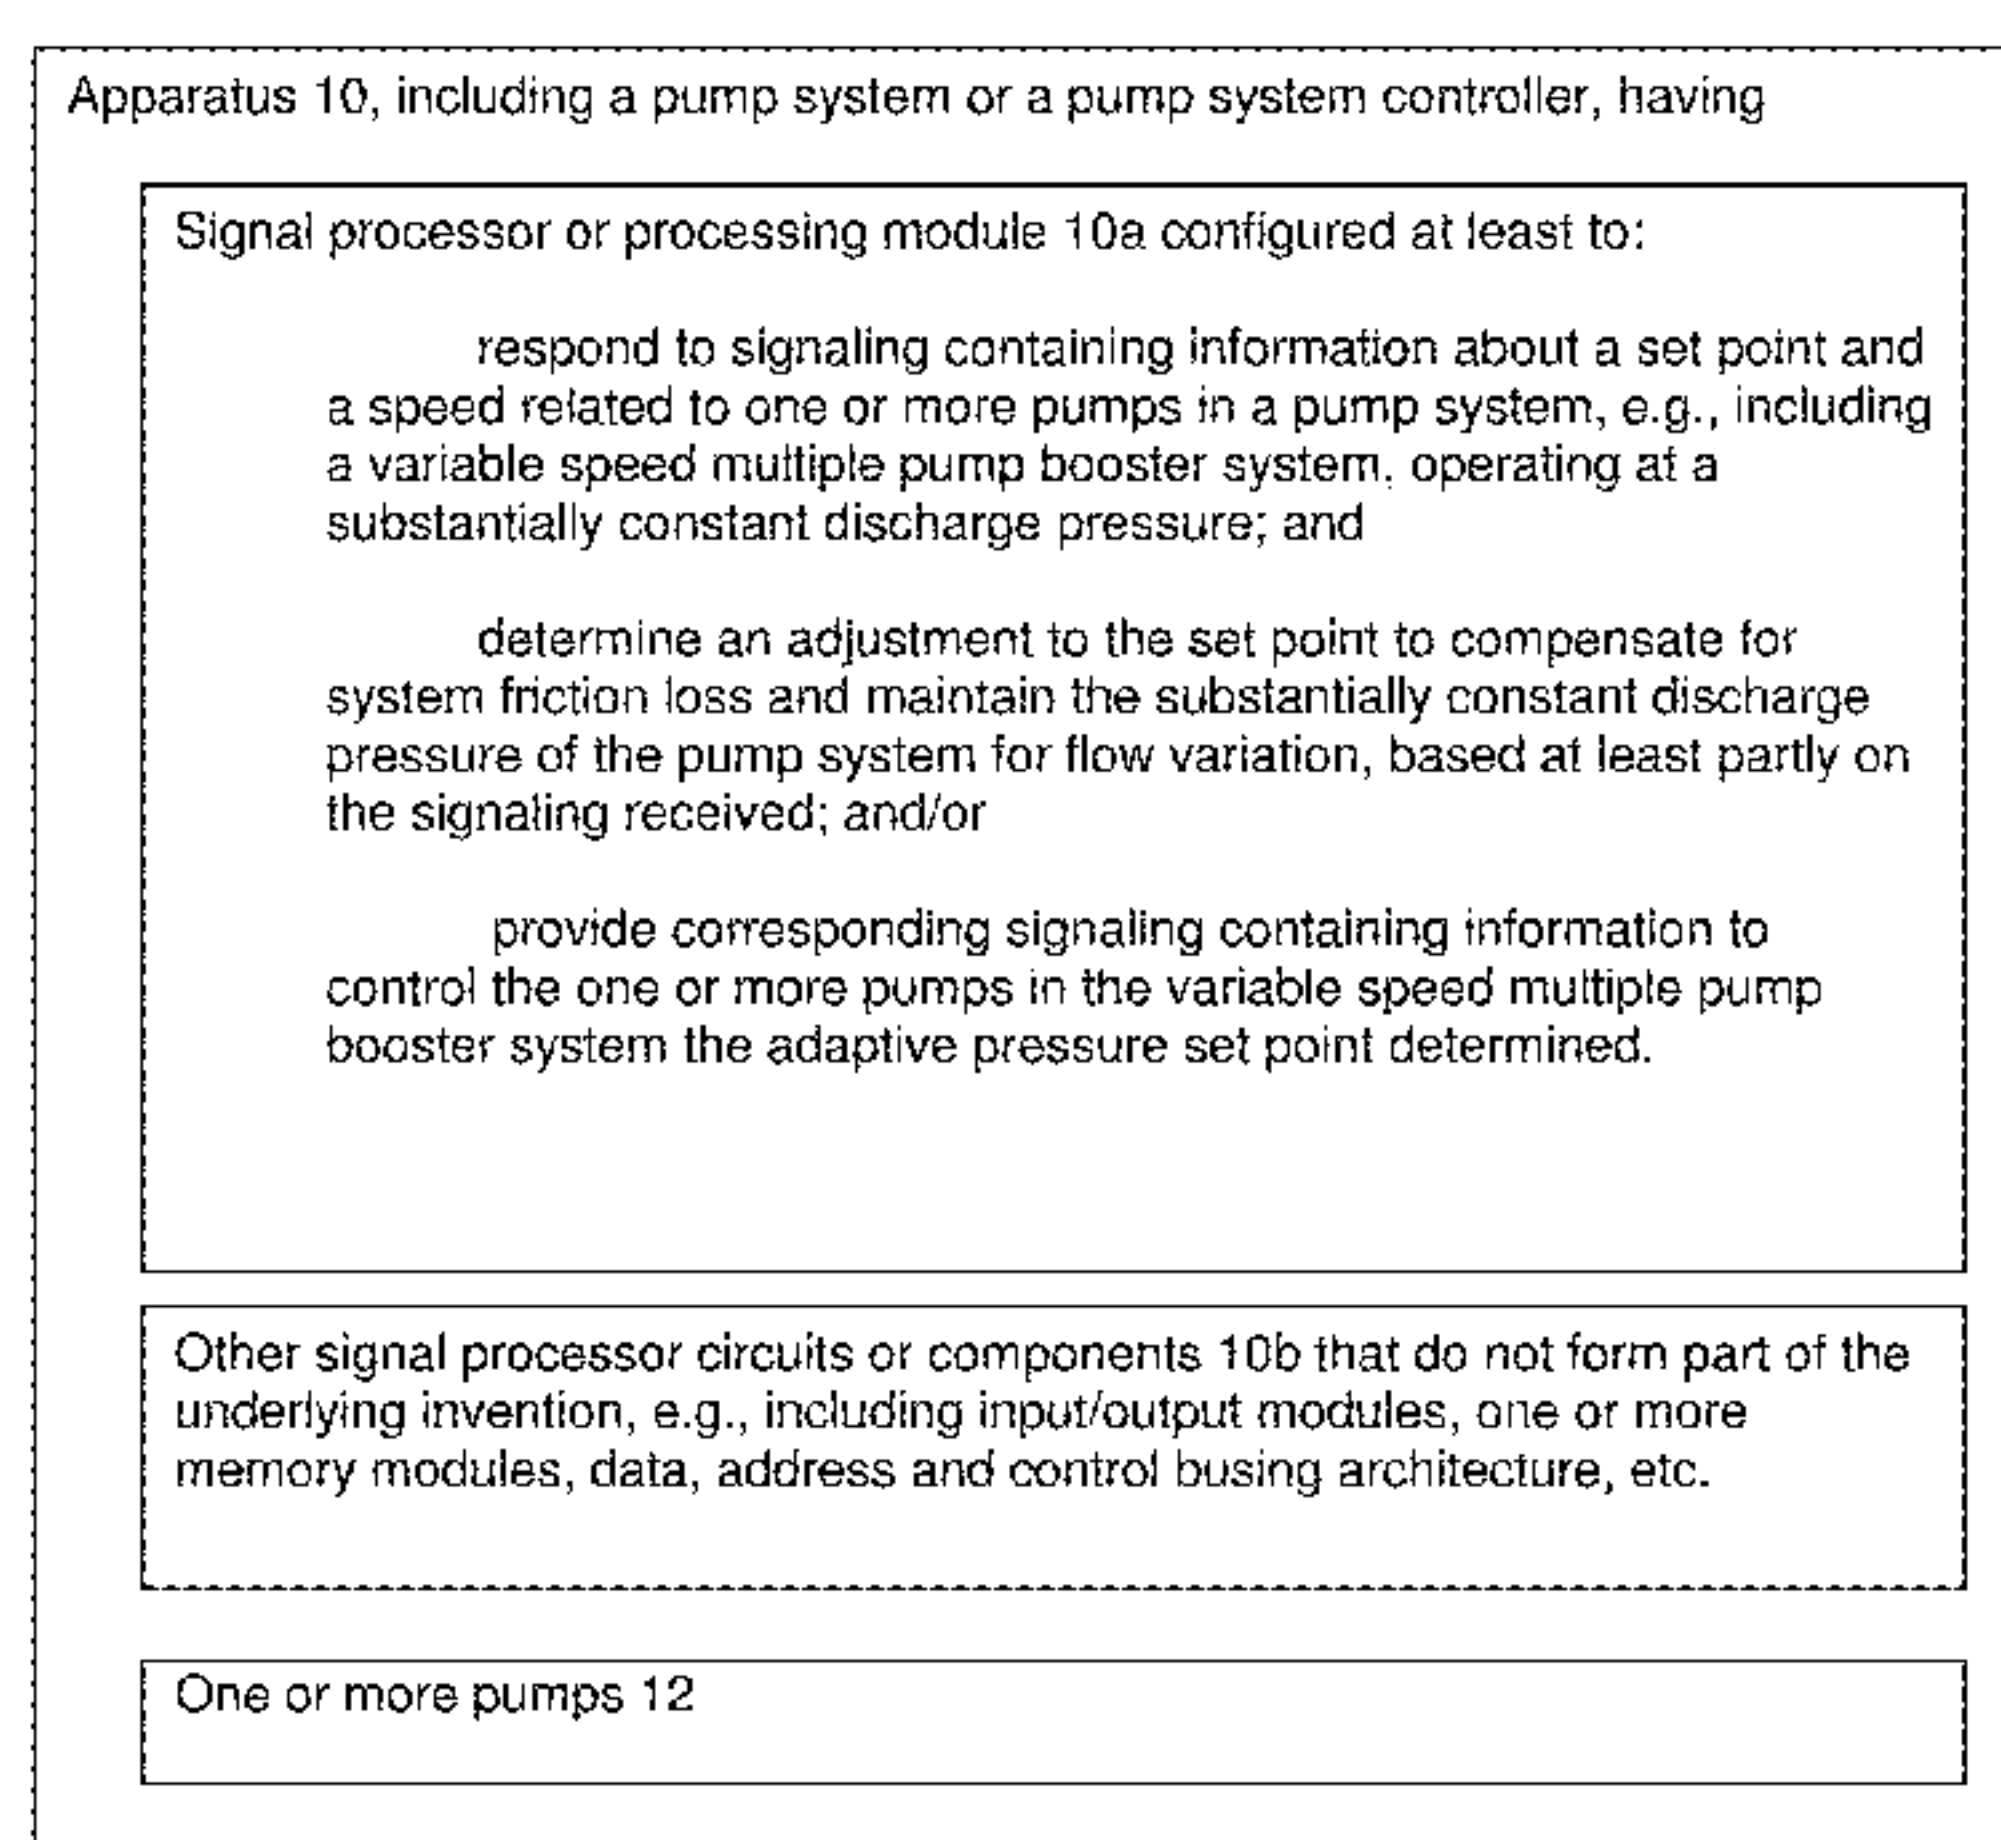 Apparatus 10, including a pump system or a pump system controller, having
Signal processor or processing module 10a configured at least to:
respond to signaling containing information about a set point and
a speed related to one or more pumps in a pump system, e.g., including
a variable speed multiple pump booster system, operating at a
substantially constant discharge pressure; and
determine an adjustment to the set point to compensate for
system friction loss and maintain the substantially constant discharge
pressure of the pump system for flow variation, based at least partly on
the signaling received; and/or
provide corresponding signaling containing information to
control the one or more pumps in the variable speed multiple pump
booster system the adaptive pressure set point determined.
Other signal processor circuits or components 10b that do not form part of the
underlying invention, e.g., including input/output modules, one or more
memory modules, data, address and control busing architecture, etc.
One or more pumps 12